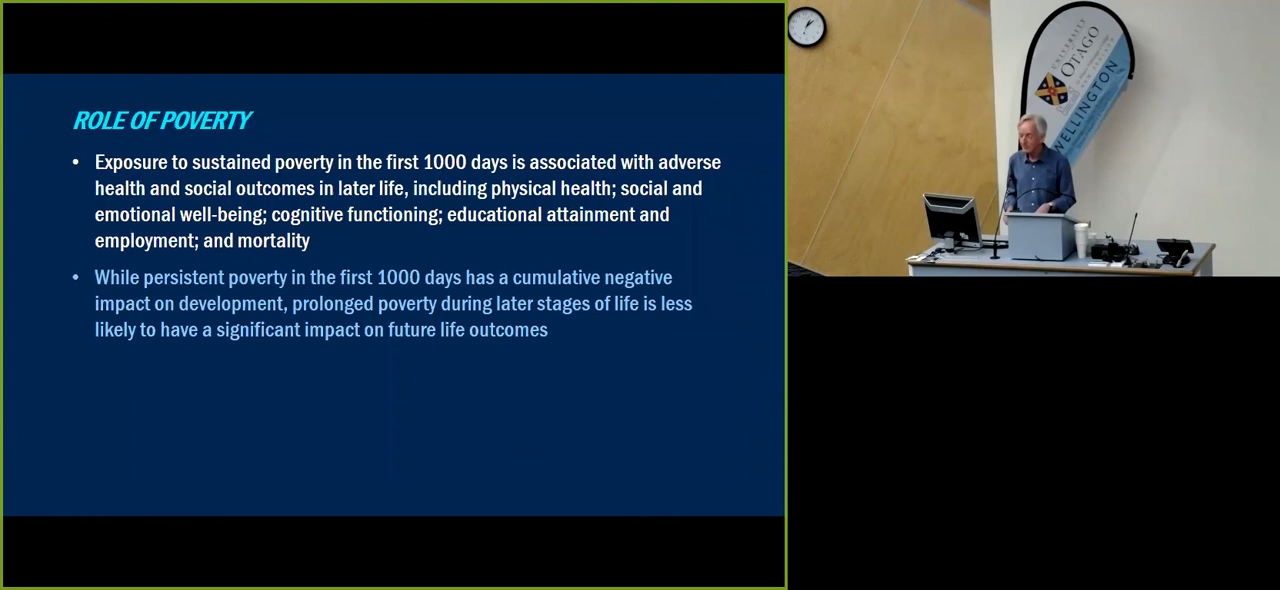 ROLE OF POVERTY
• Exposure to sustained poverty in the first 1000 days is associated with adverse
health and social outcomes in later life, including physical health; social and
emotional well-being; cognitive functioning; educational attainment and
employment; and mortality
• While persistent poverty in the first 1000 days has a cumulative negative
impact on development, prolonged poverty during later stages of life is less
likely to have a significant impact on future life outcomes
UNIVERSITY
OTAGO
WELLINGTON